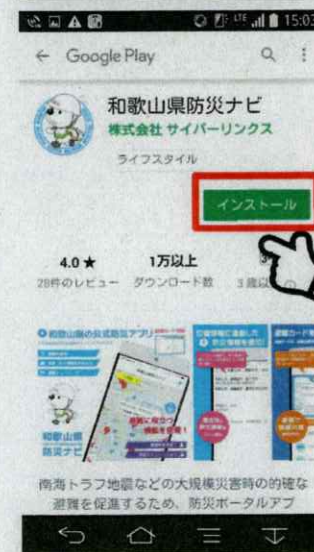 LTE 15:03
← Google Play
和歌山県防災ナビ
株式会社 サイバーリンクス
ライフスタイル
インストール
4.0 ★ 1万以上
28件のレビュー ダウンロード数 3 歳以
和歌山県の公式防災アプリ
和歌山県
防災ナビ
南海トラフ地震などの大規模災害時の的確な
避難を促進するため、防災ポータルアプ